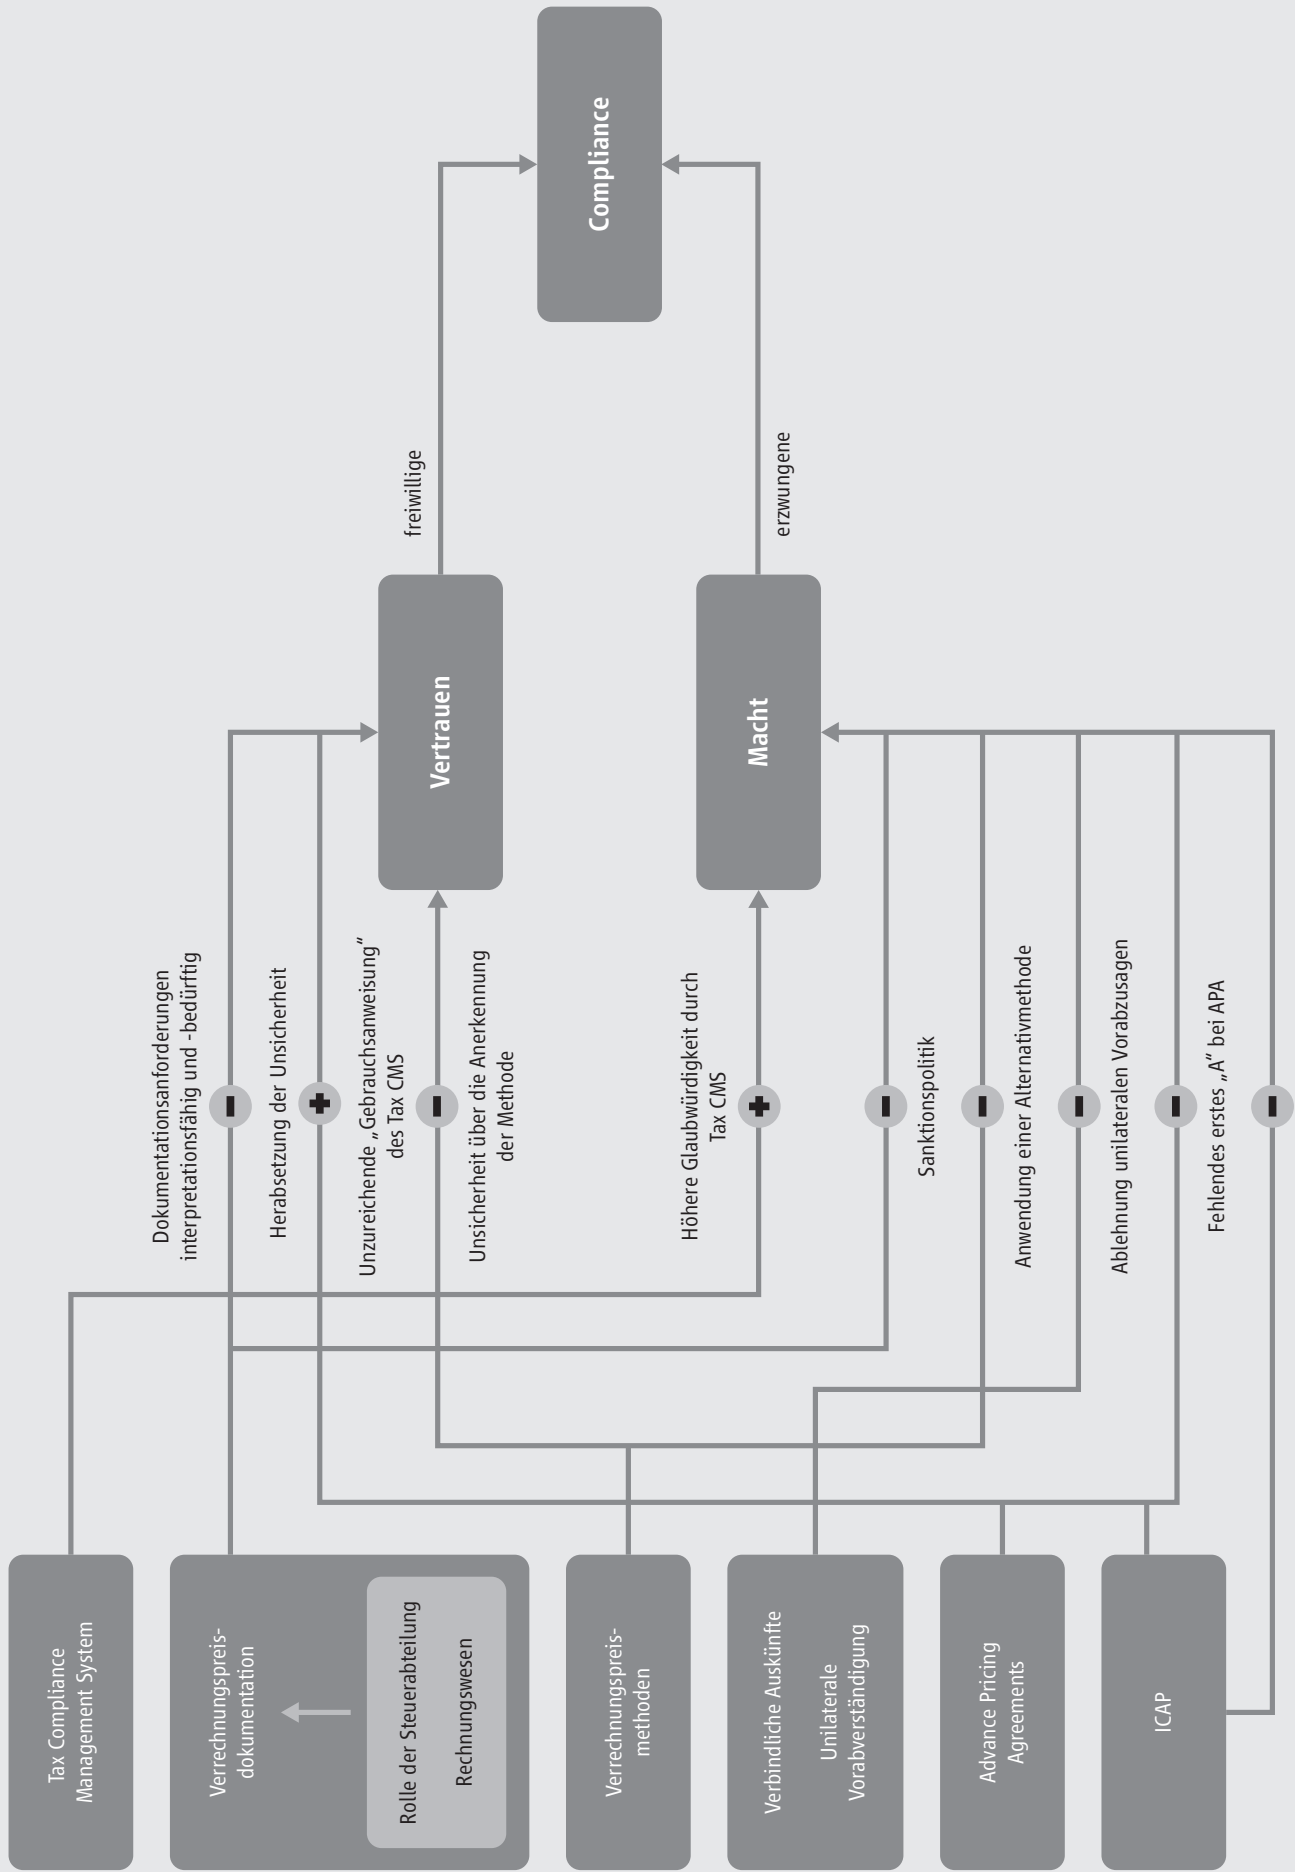 Tax Compliance
Management System
Verrechnungspreis-
dokumentation
Rolle der Steuerabteilung
Rechnungswesen
Verrechnungspreis-
methoden
Verbindliche Auskünfte
Unilaterale
Vorabverständigung
Advance Pricing
Agreements
ICAP
Dokumentationsanforderungen
interpretationsfähig und -bedürftig
Herabsetzung der Unsicherheit
Unzureichende „Gebrauchsanweisung“
des Tax CMS
Unsicherheit über die Anerkennung
der Methode
Höhere Glaubwürdigkeit durch
Tax CMS
Sanktionspolitik
Anwendung einer Alternativmethode
Ablehnung unilateralen Vorabzusagen
Fehlendes erstes „A“ bei APA
Vertrauen
Macht
freiwillige
erzwungene
Compliance